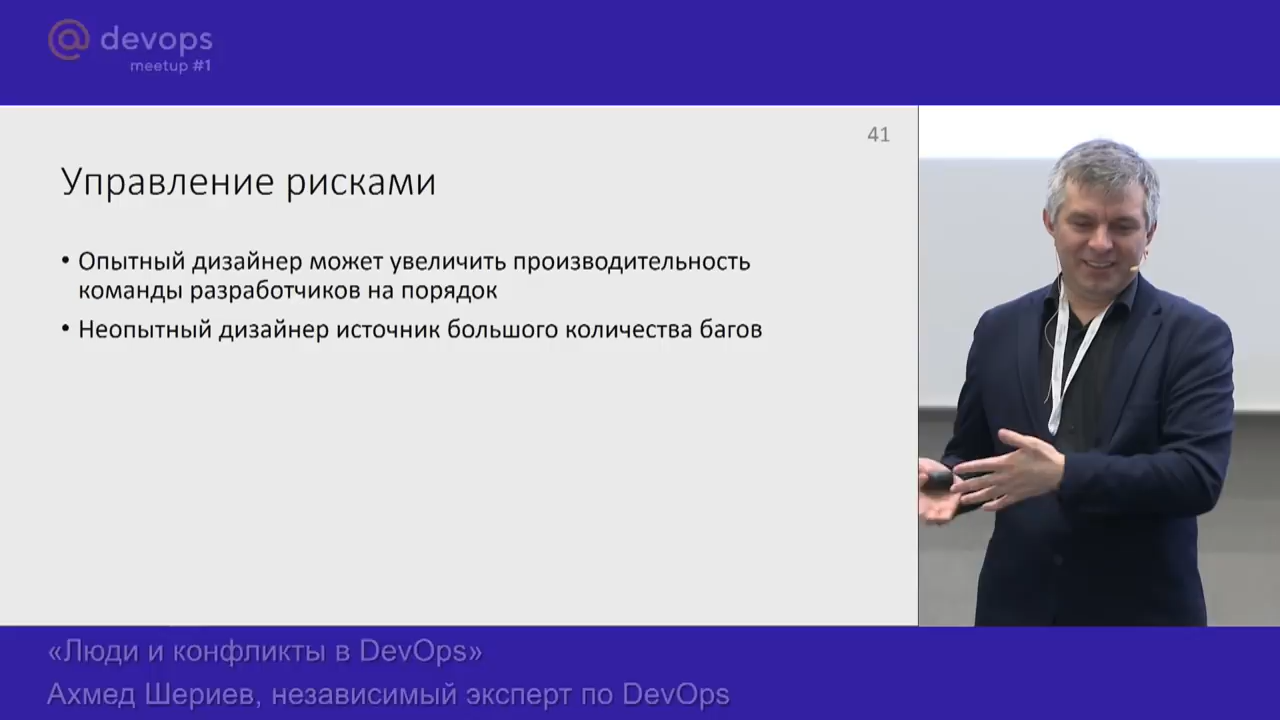 @ devops
meetup #1
41
Управление рисками
• Опытный дизайнер может увеличить производительность
команды разработчиков на порядок
• Неопытный дизайнер источник большого количества багов
«Люди и конфликты в DevOps»
Ахмед Шериев, независимый эксперт по DevOps